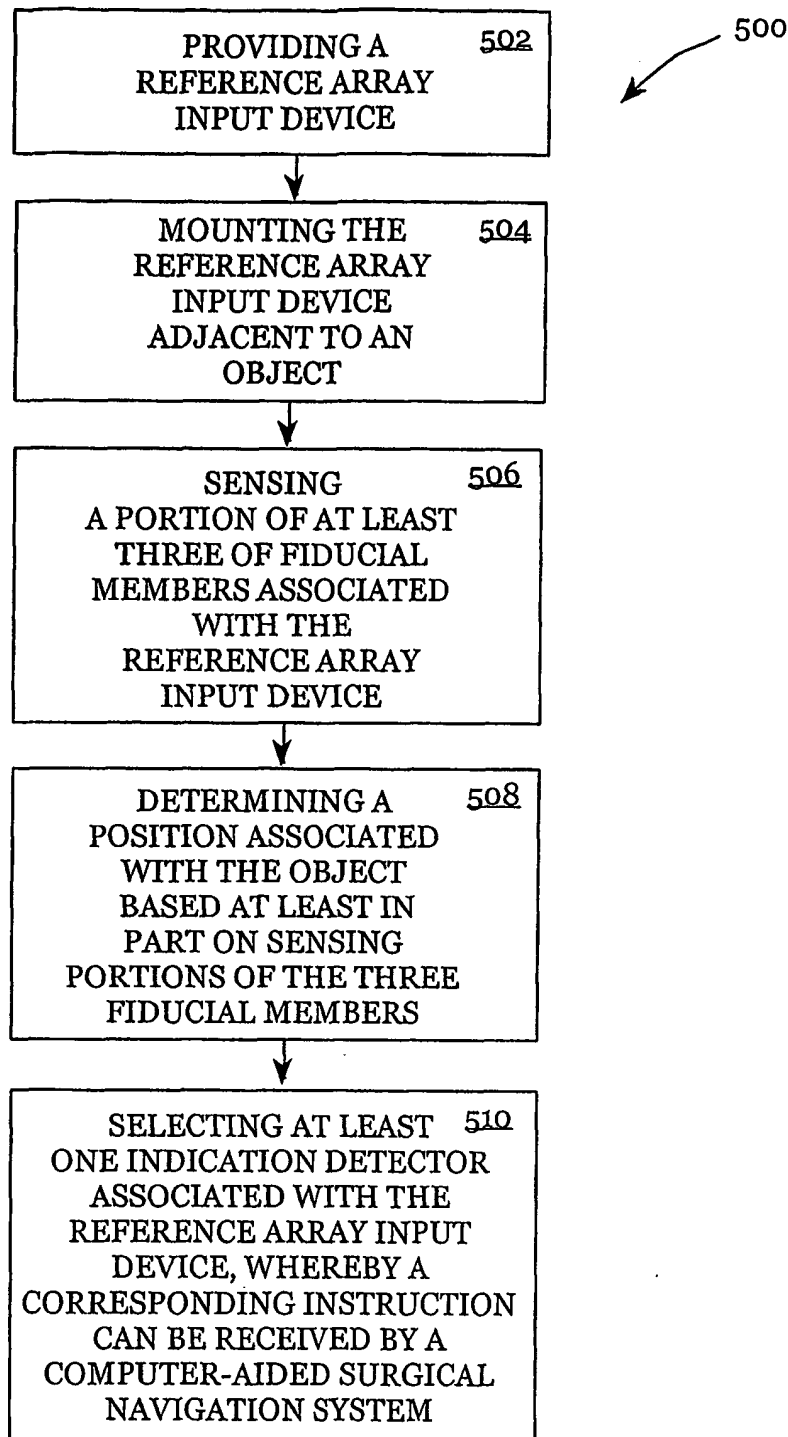 500
PROVIDING A 502
REFERENCE ARRAY
INPUT DEVICE
MOUNTING THE 504
REFERENCE ARRAY
INPUT DEVICE
ADJACENT TO AN
OBJECT
SENSING 506
A PORTION OF AT LEAST
THREE OF FIDUCIAL
MEMBERS ASSOCIATED
WITH THE
REFERENCE ARRAY
INPUT DEVICE
DETERMINING A 508
POSITION ASSOCIATED
WITH THE OBJECT
BASED AT LEAST IN
PART ON SENSING
PORTIONS OF THE THREE
FIDUCIAL MEMBERS
SELECTING AT LEAST 510
ONE INDICATION DETECTOR
ASSOCIATED WITH THE
REFERENCE ARRAY INPUT
DEVICE, WHEREBY A
CORRESPONDING INSTRUCTION
CAN BE RECEIVED BY A
COMPUTER-AIDED SURGICAL
NAVIGATION SYSTEM